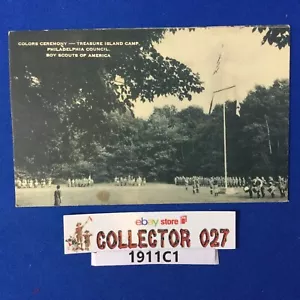 COLORS CEREMONY — TREASURE ISLAND CAMP,
PHILADELPHIA COUNCIL,
BOY SCOUTS OF AMERICA
ebay store
COLLECTOR 027
1911C1